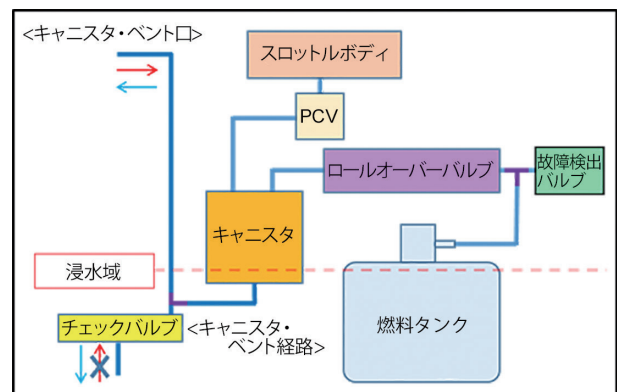 <キャニスタ・ベント口>
スロットルボディ
PCV
ロールオーバーバルブ
故障検出
バルブ
キャニスタ
浸水域
チェックバルブ
<キャニスタ・
ベント経路>
燃料タンク